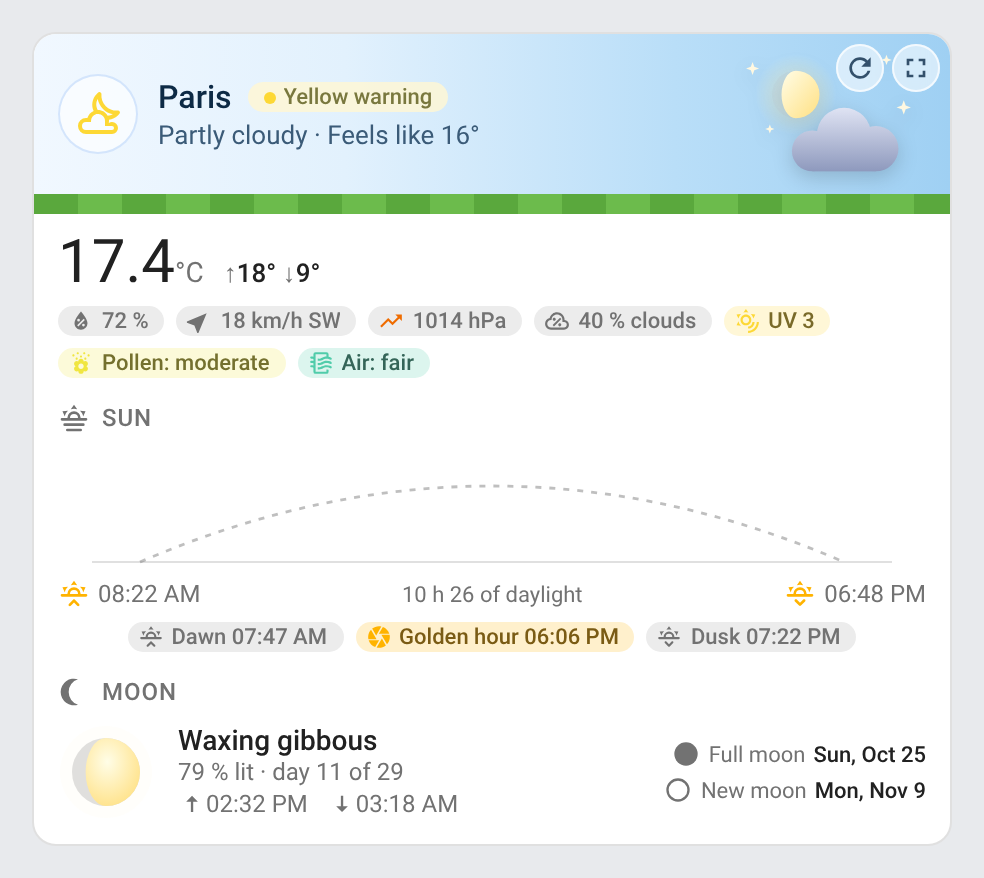 Paris Yellow warning
Partly cloudy · Feels like 16°
17.4°C ↑18° ↓9°
72 % 18 km/h SW 1014 hPa 40 % clouds UV 3
Pollen: moderate Air: fair
SUN
08:22 AM 10 h 26 of daylight 06:48 PM
Dawn 07:47 AM Golden hour 06:06 PM Dusk 07:22 PM
MOON
Waxing gibbous
79 % lit · day 11 of 29
↑ 02:32 PM ↓ 03:18 AM
Full moon Sun, Oct 25
New moon Mon, Nov 9